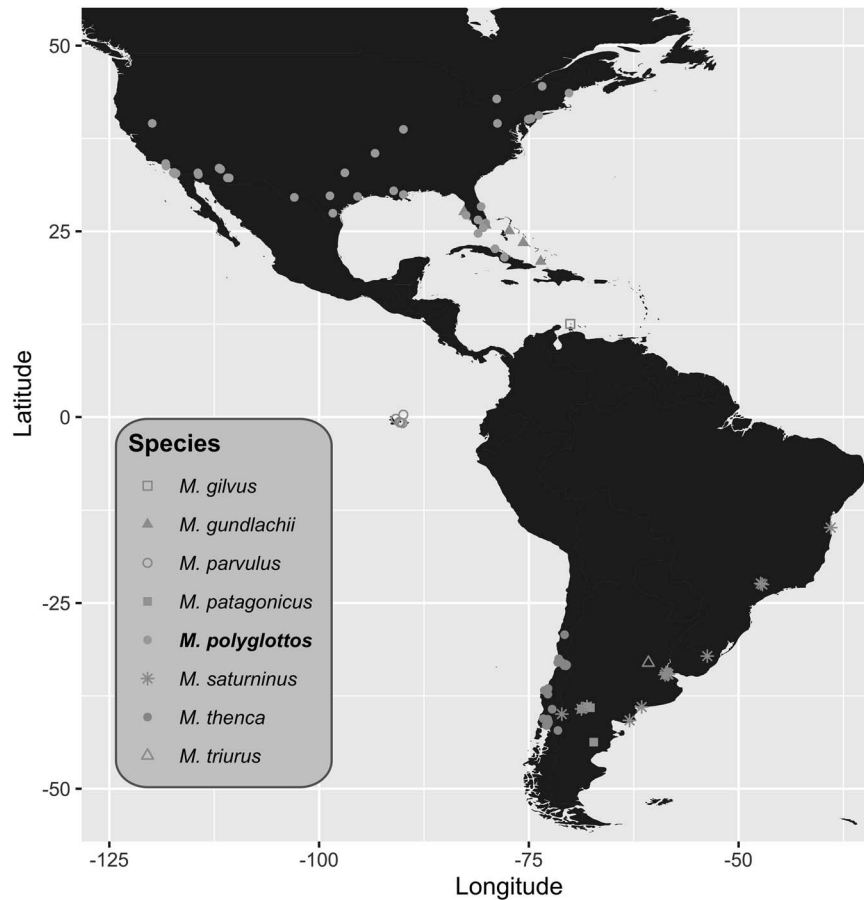 50
25
0
-25
-50
Latitude
Species
M. gilvus
M. gundlachii
M. parvulus
M. patagonicus
M. polyglottos
M. saturninus
M. thenca
M. triurus
-125
-100
-75
-50
Longitude